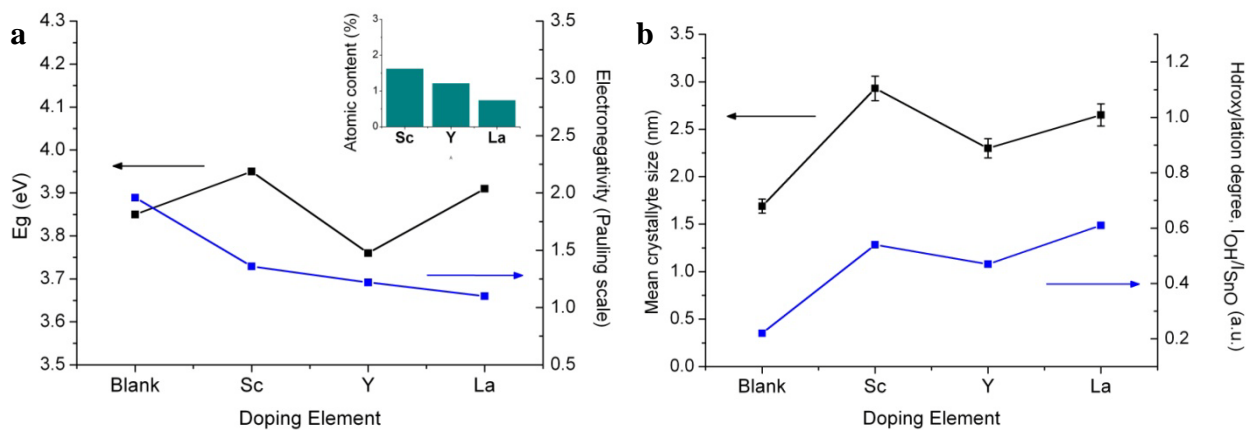 a
4.3
4.2
4.1
4.0
3.9
3.8
3.7
3.6
3.5
Eg (eV)
Blank
Sc
Y
La
Doping Element
3.5
3.0
2.5
2.0
1.5
1.0
0.5
Electronegativity (Pauling scale)
Atomic content (%)
3
2
1
0
Sc
Y
La
b
3.5
3.0
2.5
2.0
1.5
1.0
0.5
0.0
Mean crystallyte size (nm)
Blank
Sc
Y
La
Doping Element
1.2
1.0
0.8
0.6
0.4
0.2
Hdroxylation degree, IOH/ISnO (a.u.)